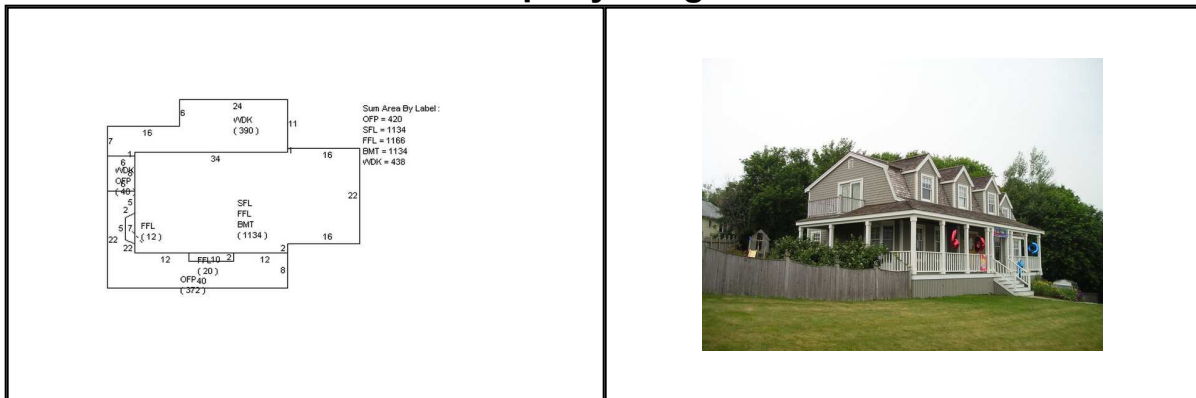 24
6
WDK
( 390 )
11
16
7
1
34
1
16
6
WDK
OFP
( 48
6
5
2
22
SFL
FFL
BMT
( 1134 )
5
7
FFL
( 12 )
22
22
16
2
12
FFL10
2
12
( 20 )
8
OFP40
( 372 )
Sum Area By Label :
OFP = 420
SFL = 1134
FFL = 1166
BMT = 1134
WDK = 438